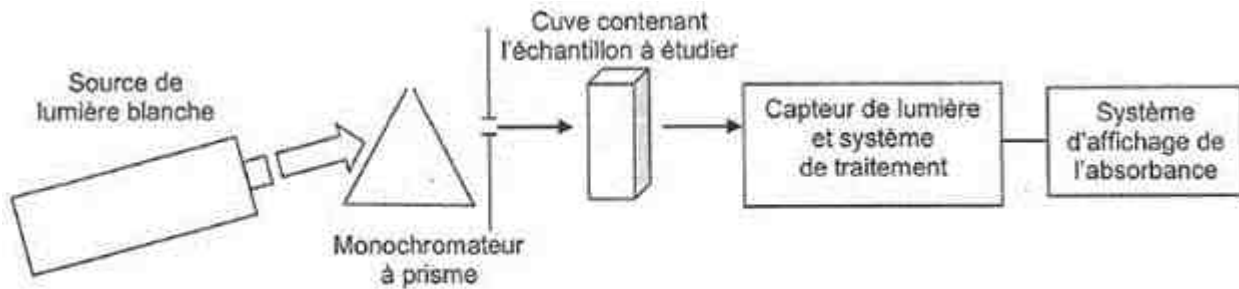 Source de
lumière blanche
Monochromateur
à prisme
Cuve contenant
l'échantillon à étudier
Capteur de lumière
et système
de traitement
Système
d'affichage de
l'absorbance